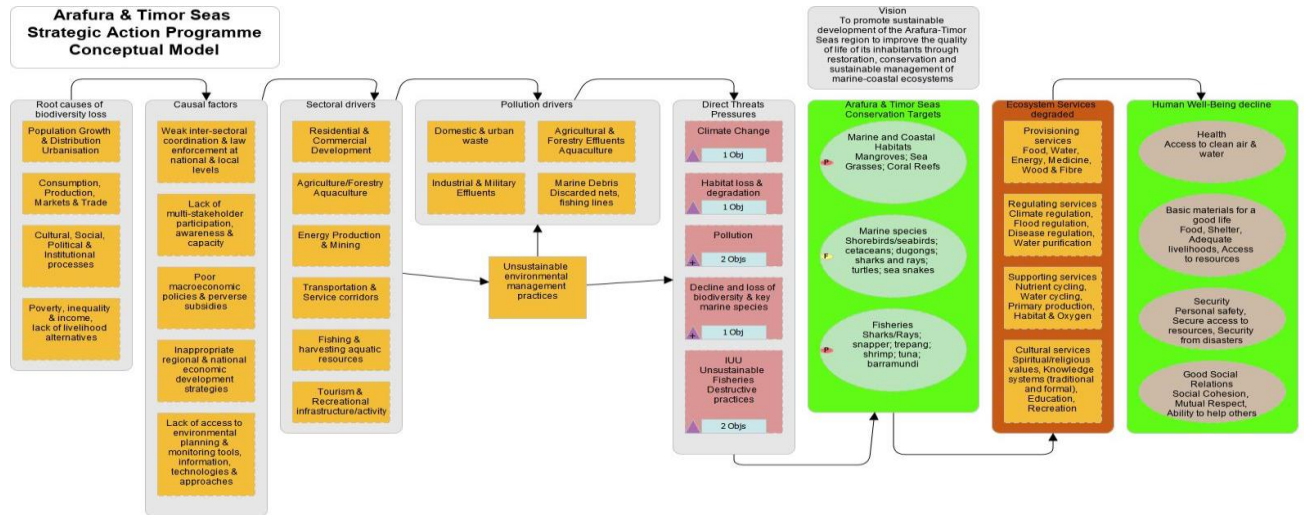 Arafura & Timor Seas
Strategic Action Programme
Conceptual Model
Vision
To promote sustainable
development of the Arafura-Timor
Seas region to improve the quality
of life of its inhabitants through
restoration, conservation and
sustainable management of
marine-coastal ecosystems
Root causes of
biodiversity loss
Population Growth
& Distribution
Urbanisation
Consumption,
Production,
Markets & Trade
Cultural, Social,
Political &
Institutional
processes
Poverty, inequality
& income,
lack of livelihood
alternatives
Causal factors
Weak inter-sectoral
coordination & law
enforcement at
national & local
levels
Lack of
multi-stakeholder
participation,
awareness &
capacity
Poor
macroeconomic
policies & perverse
subsidies
Inappropriate
regional & national
economic
development
strategies
Lack of access to
environmental
planning &
monitoring tools,
information,
technologies &
approaches
Sectoral drivers
Residential &
Commercial
Development
Agriculture/Forestry
Aquaculture
Energy Production
& Mining
Transportation &
Service corridors
Fishing &
harvesting aquatic
resources
Tourism &
Recreational
infrastructure/activity
Pollution drivers
Domestic & urban
waste
Agricultural &
Forestry Effluents
Aquaculture
Industrial & Military
Effluents
Marine Debris
Discarded nets,
fishing lines
Unsustainable
environmental
management
practices
Direct Threats
Pressures
Climate Change
1 Obj
Habitat loss &
degradation
1 Obj
Pollution
2 Objs
Decline and loss of
biodiversity & key
marine species
1 Obj
IUU
Unsustainable
Fisheries
Destructive
practices
2 Objs
Arafura & Timor Seas
Conservation Targets
Marine and Coastal
Habitats
Mangroves; Sea
Grasses; Coral Reefs
P
Marine species
Shorebirds/seabirds;
cetaceans; dugongs;
sharks and rays;
turtles; sea snakes
P
Fisheries
Sharks/Rays;
snapper; trepang;
shrimp; tuna;
barramundi
P
Ecosystem Services
degraded
Provisioning
services
Food, Water,
Energy, Medicine,
Wood & Fibre
Regulating services
Climate regulation,
Flood regulation,
Disease regulation,
Water purification
Supporting services
Nutrient cycling,
Water cycling,
Primary production,
Habitat & Oxygen
Cultural services
Spiritual/religious
values, Knowledge
systems (traditional
and formal),
Education,
Recreation
Human Well-Being decline
Health
Access to clean air &
water
Basic materials for a
good life
Food, Shelter,
Adequate
livelihoods, Access
to resources
Security
Personal safety,
Secure access to
resources, Security
from disasters
Good Social
Relations
Social Cohesion,
Mutual Respect,
Ability to help others